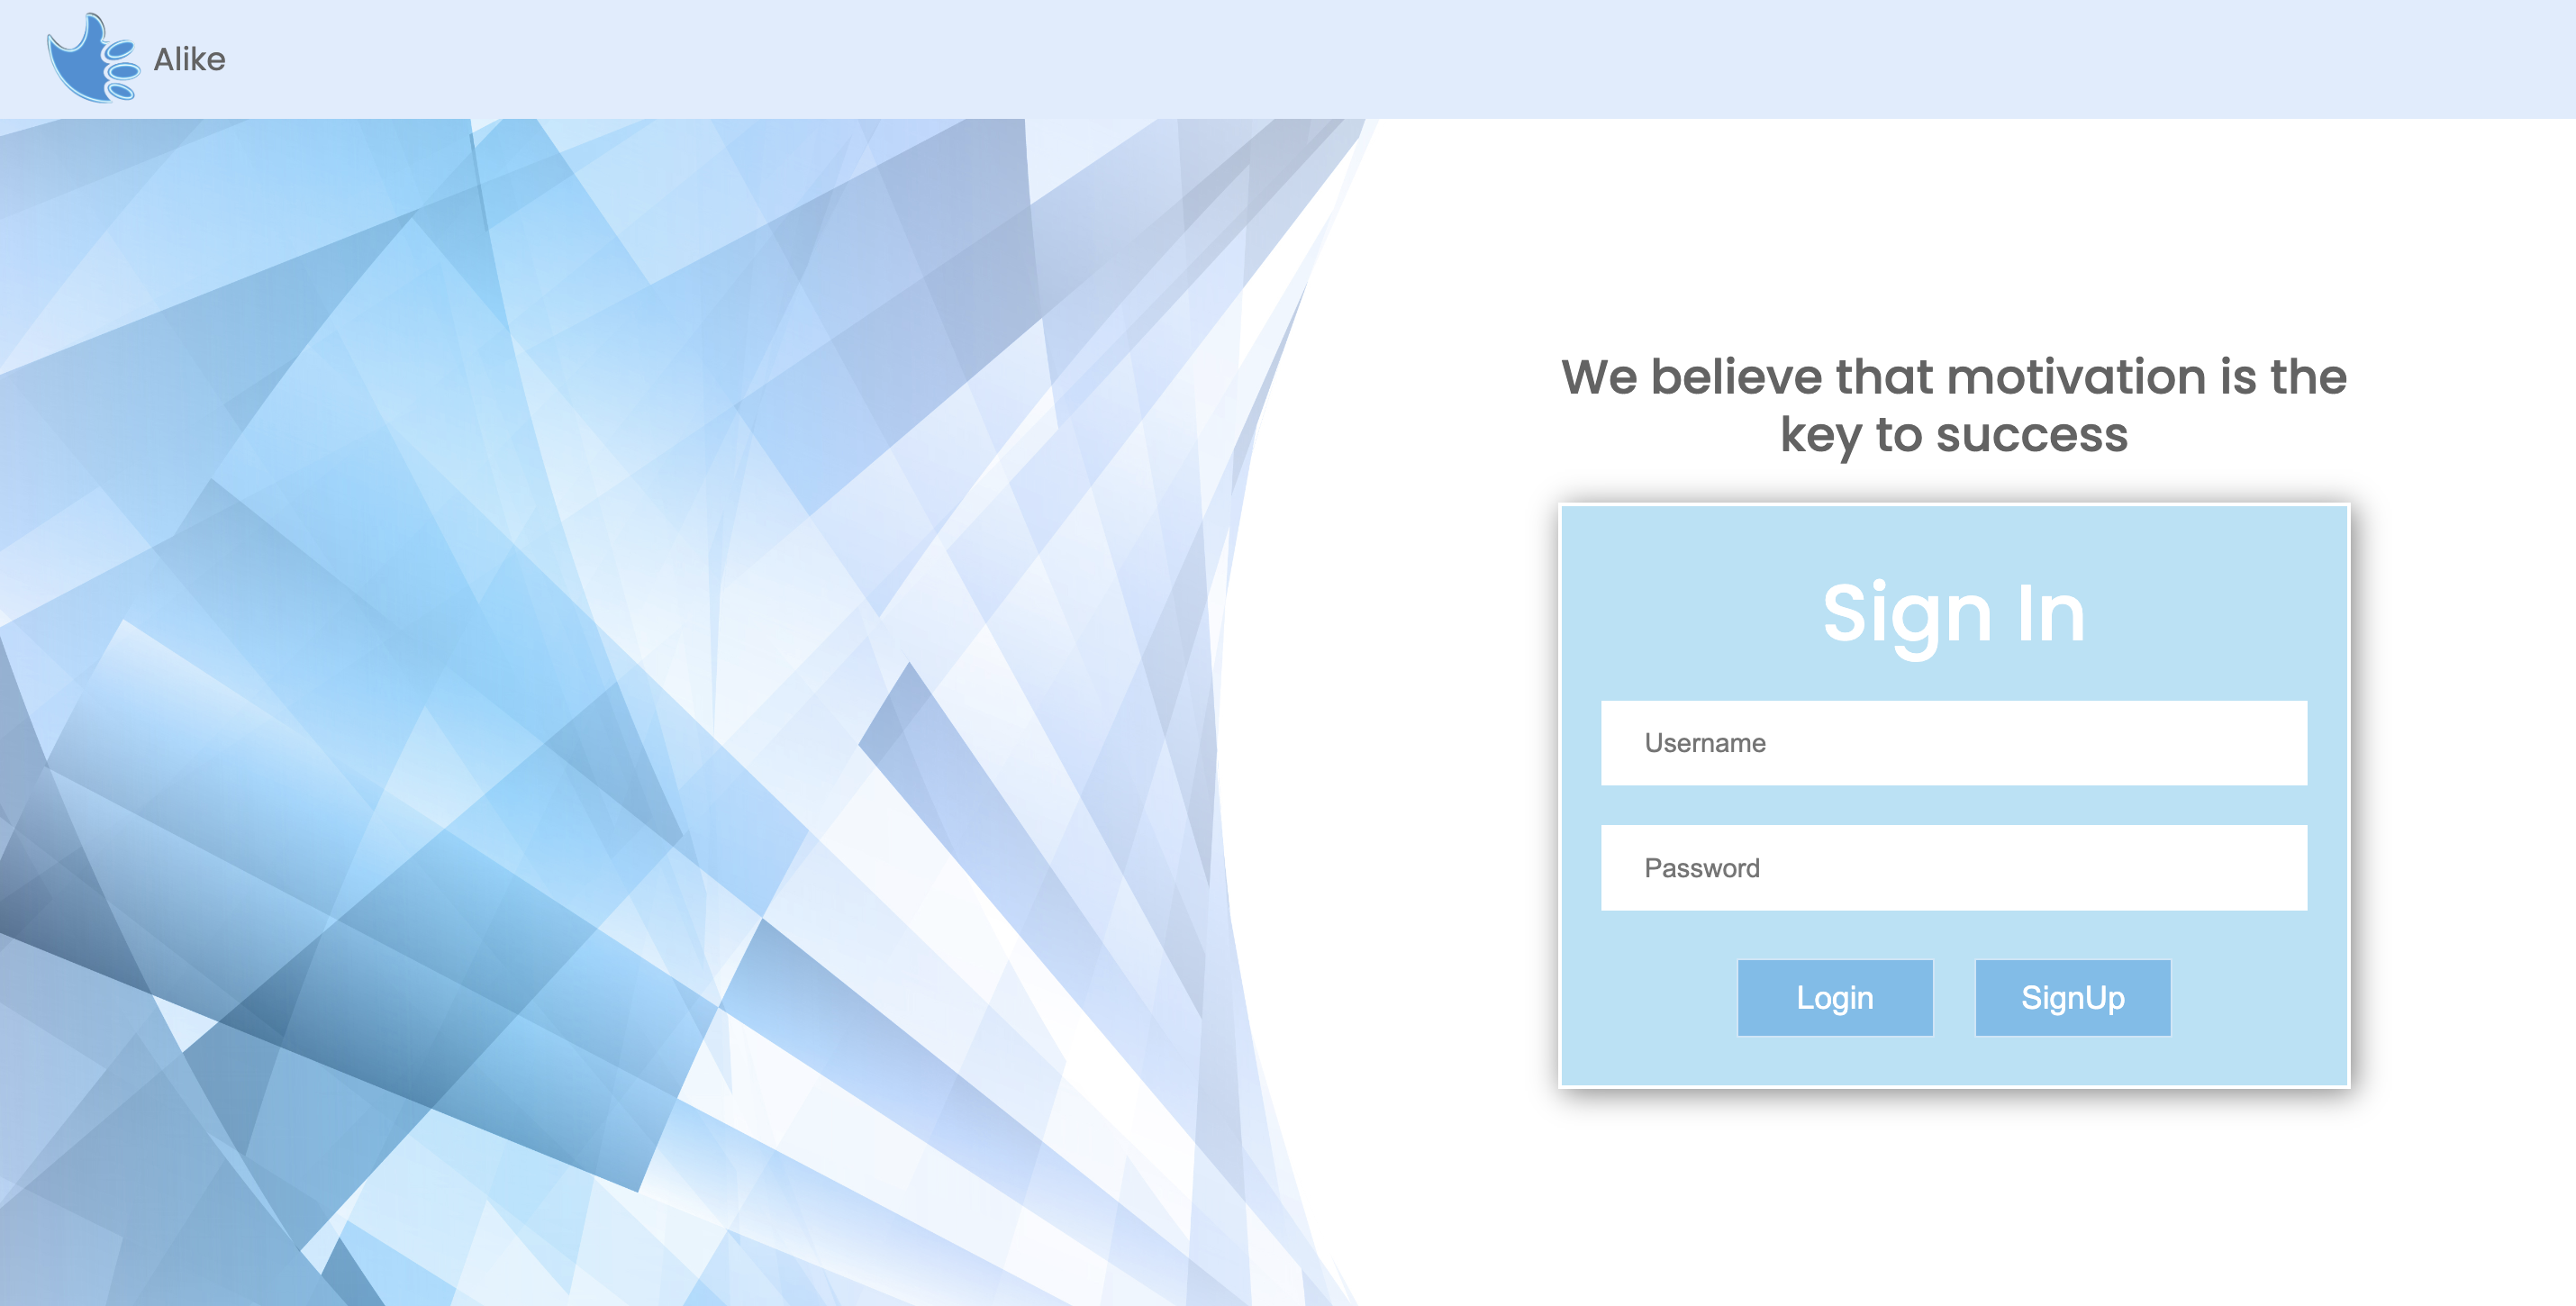 Alike
We believe that motivation is the
key to success
Sign In
Username
Password
Login
SignUp